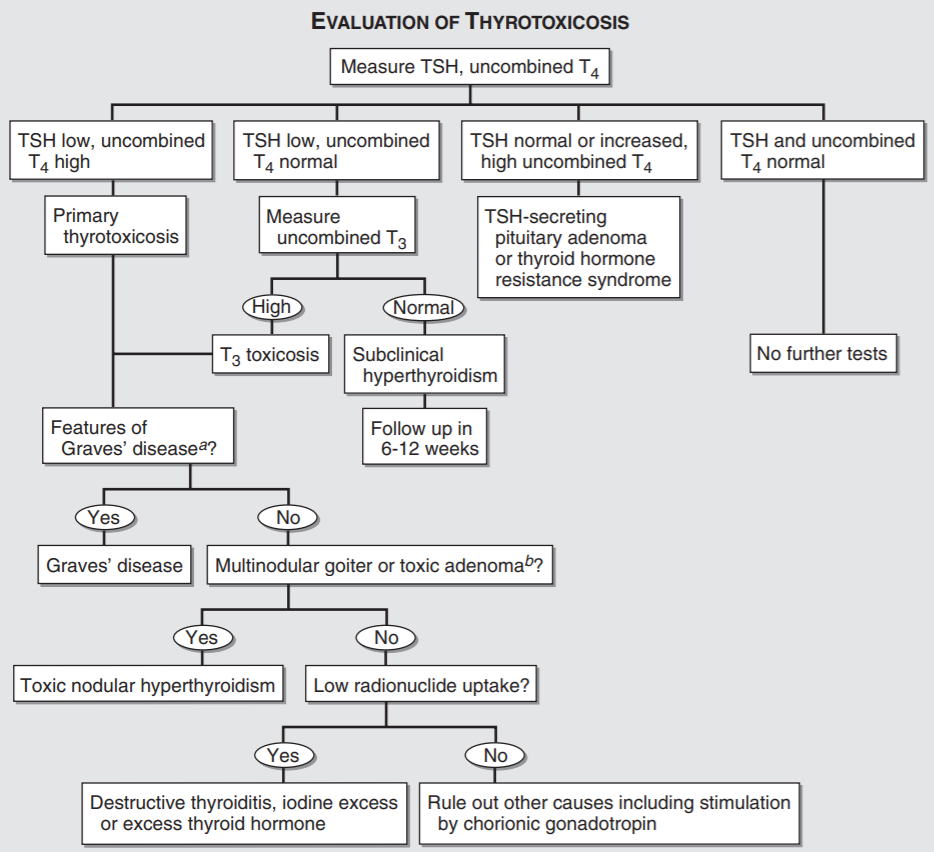 EVALUATION OF THYROTOXICOSIS
Measure TSH, uncombined T4
TSH low, uncombined
T4 high
TSH low, uncombined
T4 normal
TSH normal or increased,
high uncombined T4
TSH and uncombined
T4 normal
Primary
thyrotoxicosis
Measure
uncombined T3
TSH-secreting
pituitary adenoma
or thyroid hormone
resistance syndrome
High
Normal
T3 toxicosis
Subclinical
hyperthyroidism
No further tests
Features of
Graves' diseasea?
Follow up in
6-12 weeks
Yes
No
Graves' disease
Multinodular goiter or toxic adenomab?
Yes
No
Toxic nodular hyperthyroidism
Low radionuclide uptake?
Yes
No
Destructive thyroiditis, iodine excess
or excess thyroid hormone
Rule out other causes including stimulation
by chorionic gonadotropin